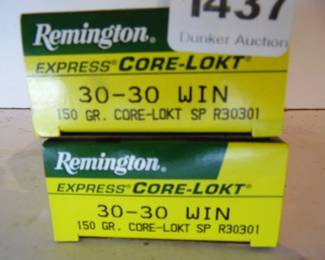 1437
Dunker Auction
Remington®
EXPRESS® CORE-LOKT®
30-30 WIN
150 GR. CORE-LOKT SP R30301
Remington®
EXPRESS® CORE-LOKT®
30-30 WIN
150 GR. CORE-LOKT SP R30301